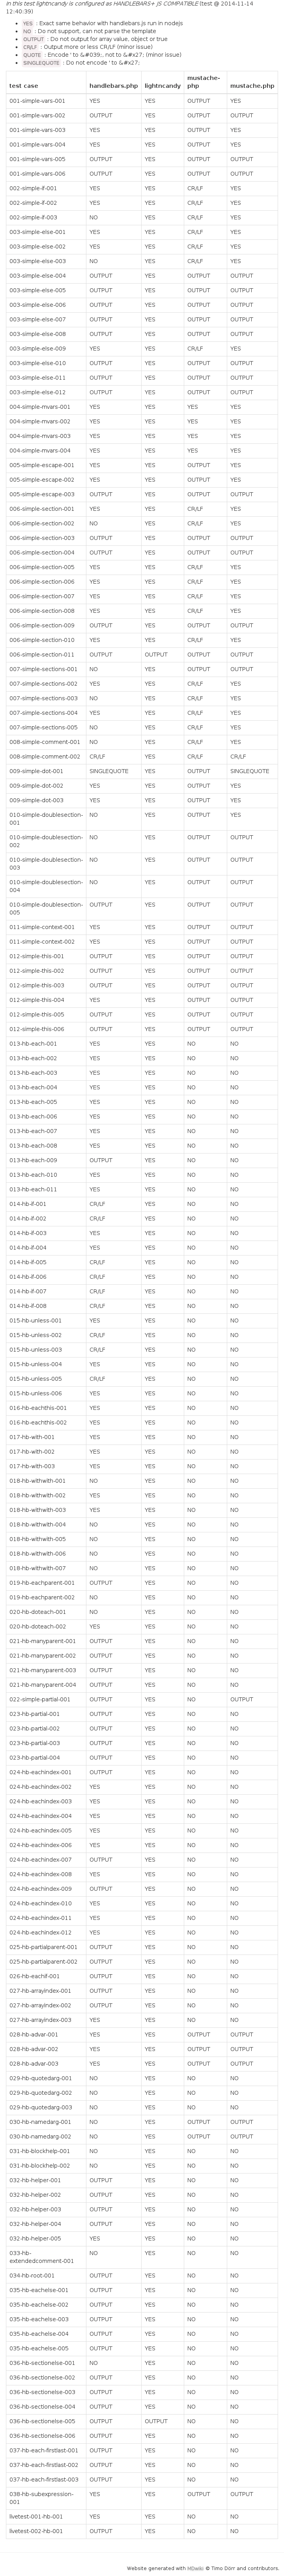 In this test lightncandy is configured as HANDLEBARS+ JS COMPATIBLE (test @ 2014-11-14
12:40:39)
YES : Exact same behavior with handlebars.js run in nodejs
NO : Do not support, can not parse the template
OUTPUT : Do not output for array value, object or true
CR/LF : Output more or less CR/LF (minor issue)
QUOTE : Encode ' to &#039;, not to &#x27; (minor issue)
SINGLEQUOTE : Do not encode ' to &#x27;
test case handlebars.php lightncandy mustache-php mustache.php
001-simple-vars-001 YES YES OUTPUT YES
001-simple-vars-002 OUTPUT YES OUTPUT OUTPUT
001-simple-vars-003 YES YES OUTPUT YES
001-simple-vars-004 YES YES OUTPUT YES
001-simple-vars-005 OUTPUT YES OUTPUT OUTPUT
001-simple-vars-006 OUTPUT YES OUTPUT OUTPUT
002-simple-if-001 YES YES CR/LF YES
002-simple-if-002 YES YES CR/LF YES
002-simple-if-003 NO YES CR/LF YES
003-simple-else-001 YES YES CR/LF YES
003-simple-else-002 YES YES CR/LF YES
003-simple-else-003 NO YES CR/LF YES
003-simple-else-004 OUTPUT YES OUTPUT OUTPUT
003-simple-else-005 OUTPUT YES OUTPUT OUTPUT
003-simple-else-006 OUTPUT YES OUTPUT OUTPUT
003-simple-else-007 OUTPUT YES OUTPUT OUTPUT
003-simple-else-008 OUTPUT YES OUTPUT OUTPUT
003-simple-else-009 YES YES CR/LF YES
003-simple-else-010 OUTPUT YES OUTPUT OUTPUT
003-simple-else-011 OUTPUT YES OUTPUT OUTPUT
003-simple-else-012 OUTPUT YES OUTPUT OUTPUT
004-simple-mvars-001 YES YES YES YES
004-simple-mvars-002 YES YES YES YES
004-simple-mvars-003 YES YES YES YES
004-simple-mvars-004 YES YES YES YES
005-simple-escape-001 YES YES OUTPUT YES
005-simple-escape-002 YES YES OUTPUT YES
005-simple-escape-003 OUTPUT YES OUTPUT OUTPUT
006-simple-section-001 YES YES CR/LF YES
006-simple-section-002 NO YES CR/LF YES
006-simple-section-003 OUTPUT YES OUTPUT OUTPUT
006-simple-section-004 OUTPUT YES OUTPUT OUTPUT
006-simple-section-005 YES YES CR/LF YES
006-simple-section-006 YES YES CR/LF YES
006-simple-section-007 YES YES CR/LF YES
006-simple-section-008 YES YES CR/LF YES
006-simple-section-009 OUTPUT YES OUTPUT OUTPUT
006-simple-section-010 YES YES CR/LF YES
006-simple-section-011 OUTPUT OUTPUT OUTPUT OUTPUT
007-simple-sections-001 NO YES OUTPUT OUTPUT
007-simple-sections-002 YES YES CR/LF YES
007-simple-sections-003 NO YES CR/LF YES
007-simple-sections-004 YES YES CR/LF YES
007-simple-sections-005 NO YES CR/LF YES
008-simple-comment-001 NO YES CR/LF YES
008-simple-comment-002 CR/LF YES CR/LF CR/LF
009-simple-dot-001 SINGLEQUOTE YES OUTPUT SINGLEQUOTE
009-simple-dot-002 YES YES OUTPUT YES
009-simple-dot-003 YES YES OUTPUT YES
010-simple-doublesection-001 NO YES OUTPUT YES
010-simple-doublesection-002 NO YES OUTPUT OUTPUT
010-simple-doublesection-003 NO YES OUTPUT OUTPUT
010-simple-doublesection-004 NO YES OUTPUT OUTPUT
010-simple-doublesection-005 OUTPUT YES OUTPUT OUTPUT
011-simple-context-001 YES YES OUTPUT OUTPUT
011-simple-context-002 YES YES OUTPUT OUTPUT
012-simple-this-001 OUTPUT YES OUTPUT OUTPUT
012-simple-this-002 OUTPUT YES OUTPUT OUTPUT
012-simple-this-003 YES YES OUTPUT OUTPUT
012-simple-this-004 YES YES OUTPUT OUTPUT
012-simple-this-005 OUTPUT YES OUTPUT OUTPUT
012-simple-this-006 OUTPUT YES OUTPUT OUTPUT
013-hb-each-001 YES YES NO NO
013-hb-each-002 YES YES NO NO
013-hb-each-003 YES YES NO NO
013-hb-each-004 YES YES NO NO
013-hb-each-005 YES YES NO NO
013-hb-each-006 YES YES NO NO
013-hb-each-007 YES YES NO NO
013-hb-each-008 YES YES NO NO
013-hb-each-009 OUTPUT YES NO NO
013-hb-each-010 YES YES NO NO
013-hb-each-011 YES YES NO NO
014-hb-if-001 CR/LF YES NO NO
014-hb-if-002 CR/LF YES NO NO
014-hb-if-003 YES YES NO NO
014-hb-if-004 YES YES NO NO
014-hb-if-005 CR/LF YES NO NO
014-hb-if-006 CR/LF YES NO NO
014-hb-if-007 CR/LF YES NO NO
014-hb-if-008 CR/LF YES NO NO
015-hb-unless-001 YES YES NO NO
015-hb-unless-002 CR/LF YES NO NO
015-hb-unless-003 CR/LF YES NO NO
015-hb-unless-004 YES YES NO NO
015-hb-unless-005 CR/LF YES NO NO
015-hb-unless-006 YES YES NO NO
016-hb-eachthis-001 YES YES NO NO
016-hb-eachthis-002 YES YES NO NO
017-hb-with-001 YES YES NO NO
017-hb-with-002 YES YES NO NO
017-hb-with-003 YES YES NO NO
018-hb-withwith-001 NO YES NO NO
018-hb-withwith-002 YES YES NO NO
018-hb-withwith-003 YES YES NO NO
018-hb-withwith-004 NO YES NO NO
018-hb-withwith-005 NO YES NO NO
018-hb-withwith-006 NO YES NO NO
018-hb-withwith-007 NO YES NO NO
019-hb-eachparent-001 OUTPUT YES NO NO
019-hb-eachparent-002 NO YES NO NO
020-hb-doteach-001 NO YES NO NO
020-hb-doteach-002 YES YES NO NO
021-hb-manyparent-001 OUTPUT YES NO NO
021-hb-manyparent-002 OUTPUT YES NO NO
021-hb-manyparent-003 OUTPUT YES NO NO
021-hb-manyparent-004 OUTPUT YES NO NO
022-simple-partial-001 OUTPUT YES NO OUTPUT
023-hb-partial-001 OUTPUT YES NO NO
023-hb-partial-002 OUTPUT YES NO NO
023-hb-partial-003 OUTPUT YES NO NO
023-hb-partial-004 OUTPUT YES NO NO
024-hb-eachindex-001 OUTPUT YES NO NO
024-hb-eachindex-002 YES YES NO NO
024-hb-eachindex-003 YES YES NO NO
024-hb-eachindex-004 YES YES NO NO
024-hb-eachindex-005 YES YES NO NO
024-hb-eachindex-006 YES YES NO NO
024-hb-eachindex-007 OUTPUT YES NO NO
024-hb-eachindex-008 YES YES NO NO
024-hb-eachindex-009 OUTPUT YES NO NO
024-hb-eachindex-010 YES YES NO NO
024-hb-eachindex-011 YES YES NO NO
024-hb-eachindex-012 YES YES NO NO
025-hb-partialparent-001 OUTPUT YES NO NO
025-hb-partialparent-002 OUTPUT YES NO NO
026-hb-eachif-001 OUTPUT YES NO NO
027-hb-arrayindex-001 OUTPUT YES NO NO
027-hb-arrayindex-002 OUTPUT YES NO NO
027-hb-arrayindex-003 YES YES NO NO
028-hb-advar-001 YES YES OUTPUT OUTPUT
028-hb-advar-002 YES YES OUTPUT OUTPUT
028-hb-advar-003 YES YES OUTPUT OUTPUT
029-hb-quotedarg-001 NO YES NO NO
029-hb-quotedarg-002 NO YES NO NO
029-hb-quotedarg-003 NO YES NO NO
030-hb-namedarg-001 NO YES OUTPUT OUTPUT
030-hb-namedarg-002 NO YES OUTPUT OUTPUT
031-hb-blockhelp-001 NO YES NO NO
031-hb-blockhelp-002 NO YES NO NO
032-hb-helper-001 OUTPUT YES NO NO
032-hb-helper-002 OUTPUT YES NO NO
032-hb-helper-003 OUTPUT YES NO NO
032-hb-helper-004 OUTPUT YES NO NO
032-hb-helper-005 YES YES NO NO
033-hb-extendedcomment-001 NO YES NO NO
034-hb-root-001 OUTPUT YES NO NO
035-hb-eachelse-001 OUTPUT YES NO NO
035-hb-eachelse-002 OUTPUT YES NO NO
035-hb-eachelse-003 OUTPUT YES NO NO
035-hb-eachelse-004 OUTPUT YES NO NO
035-hb-eachelse-005 OUTPUT YES NO NO
036-hb-sectionelse-001 NO YES NO NO
036-hb-sectionelse-002 OUTPUT YES NO NO
036-hb-sectionelse-003 OUTPUT YES NO NO
036-hb-sectionelse-004 OUTPUT YES NO NO
036-hb-sectionelse-005 OUTPUT OUTPUT NO NO
036-hb-sectionelse-006 OUTPUT YES NO NO
037-hb-each-firstlast-001 OUTPUT YES NO NO
037-hb-each-firstlast-002 OUTPUT YES NO NO
037-hb-each-firstlast-003 OUTPUT YES NO NO
038-hb-subexpression-001 YES YES OUTPUT OUTPUT
livetest-001-hb-001 YES YES NO NO
livetest-002-hb-001 OUTPUT YES NO NO
Website generated with MDwiki © Timo Dörr and contributors.